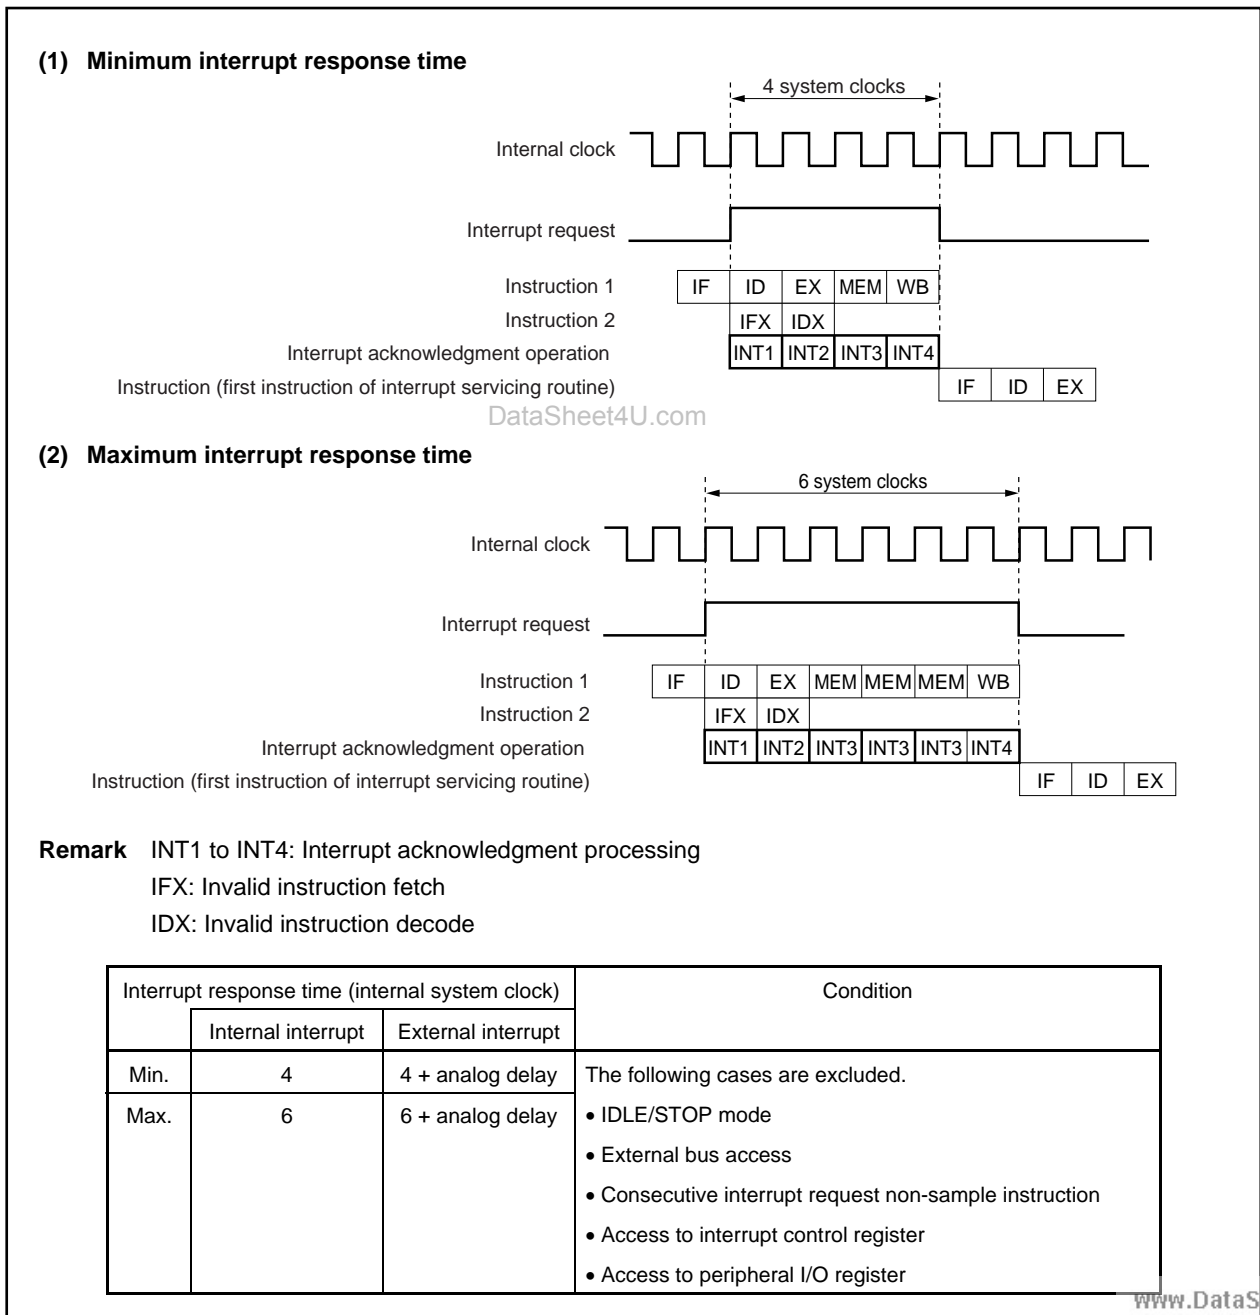 (1) Minimum interrupt response time
4 system clocks
Internal clock
Interrupt request
Instruction 1 IF ID EX MEM WB
Instruction 2 IFX IDX
Interrupt acknowledgment operation INT1 INT2 INT3 INT4
Instruction (first instruction of interrupt servicing routine) IF ID EX
DataSheet4U.com
(2) Maximum interrupt response time
6 system clocks
Internal clock
Interrupt request
Instruction 1 IF ID EX MEM MEM MEM WB
Instruction 2 IFX IDX
Interrupt acknowledgment operation INT1 INT2 INT3 INT3 INT3 INT4
Instruction (first instruction of interrupt servicing routine) IF ID EX
Remark INT1 to INT4: Interrupt acknowledgment processing
IFX: Invalid instruction fetch
IDX: Invalid instruction decode
Interrupt response time (internal system clock) Condition
Internal interrupt External interrupt
Min. 4 4 + analog delay The following cases are excluded.
Max. 6 6 + analog delay • IDLE/STOP mode
• External bus access
• Consecutive interrupt request non-sample instruction
• Access to interrupt control register
• Access to peripheral I/O register
www.DataS